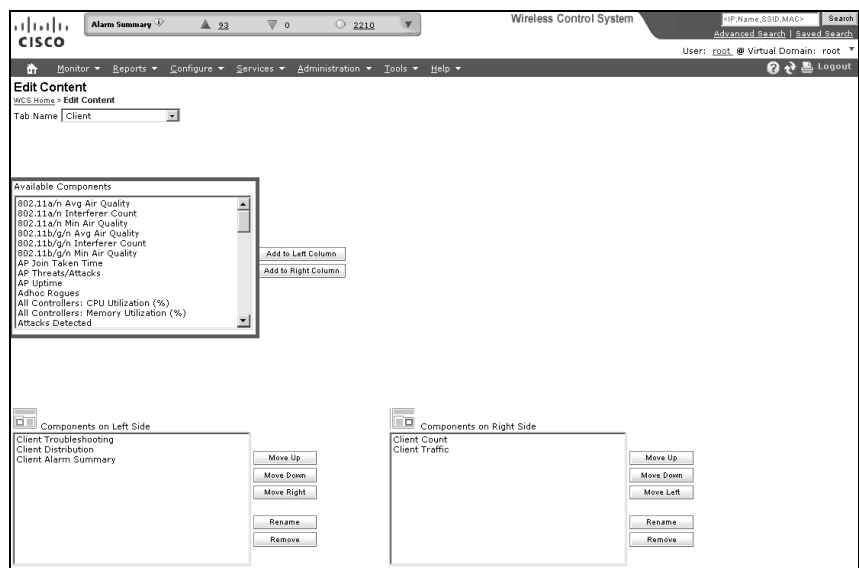 Alarm Summary 93 0 2210
Wireless Control System
<IP,Name,SSID,MAC> Search
Advanced Search | Saved Search
CISCO
User: root @ Virtual Domain: root
Monitor Reports Configure Services Administration Tools Help Logout
Edit Content
WCS Home > Edit Content
Tab Name Client
Available Components
802.11a/n Avg Air Quality
802.11a/n Interferer Count
802.11a/n Min Air Quality
802.11b/g/n Avg Air Quality
802.11b/g/n Interferer Count
802.11b/g/n Min Air Quality
AP Join Taken Time
AP Threats/Attacks
AP Uptime
Adhoc Rogues
All Controllers: CPU Utilization (%)
All Controllers: Memory Utilization (%)
Attacks Detected
Add to Left Column
Add to Right Column
Components on Left Side
Client Troubleshooting
Client Distribution
Client Alarm Summary
Move Up
Move Down
Move Right
Rename
Remove
Components on Right Side
Client Count
Client Traffic
Move Up
Move Down
Move Left
Rename
Remove